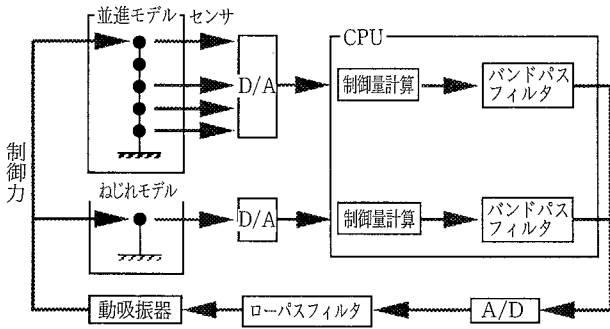 並進モデル
センサ
D/A
CPU
制御量計算
バンドパス
フィルタ
制御力
ねじれモデル
D/A
制御量計算
バンドパス
フィルタ
動吸振器
ローパスフィルタ
A/D